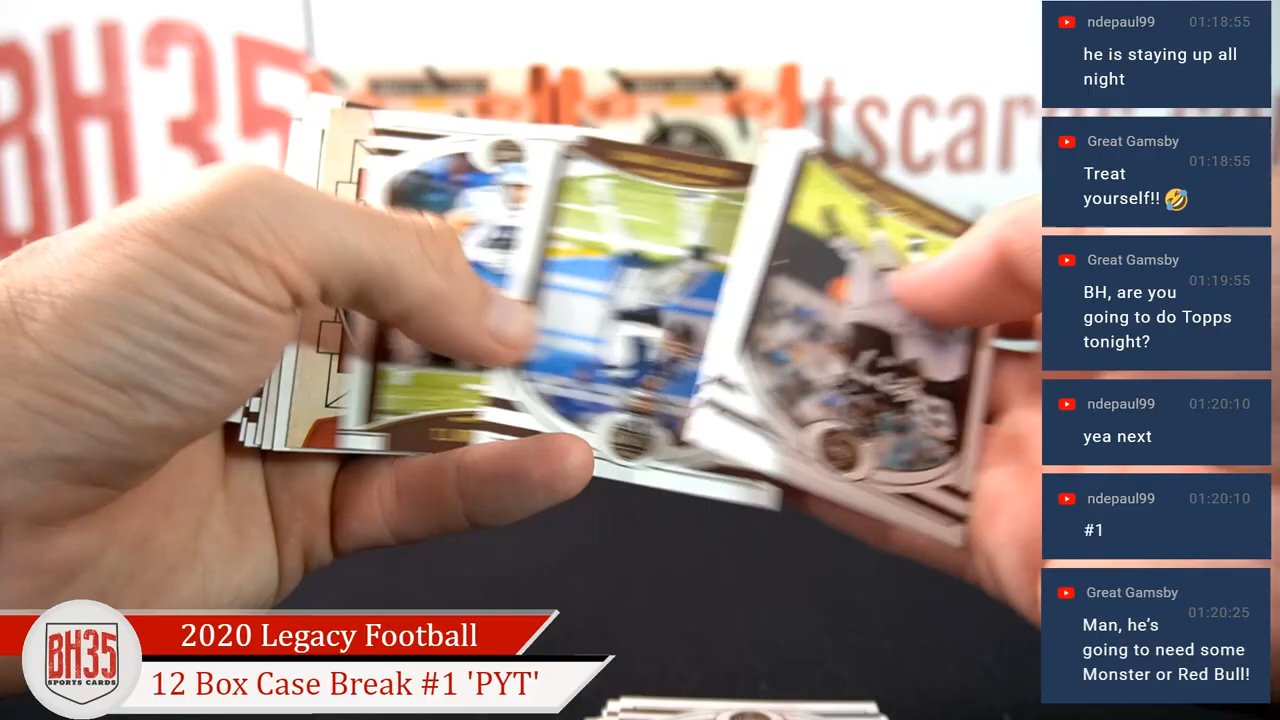 BH35
tscar
2020 Legacy Football
12 Box Case Break #1 'PYT'
BH35
SPORTS CARDS
ndepaul99 01:18:55
he is staying up all
night
Great Gamsby 01:18:55
Treat
yourself!! 🤣
Great Gamsby 01:19:55
BH, are you
going to do Topps
tonight?
ndepaul99 01:20:10
yea next
ndepaul99 01:20:10
#1
Great Gamsby 01:20:25
Man, he's
going to need some
Monster or Red Bull!